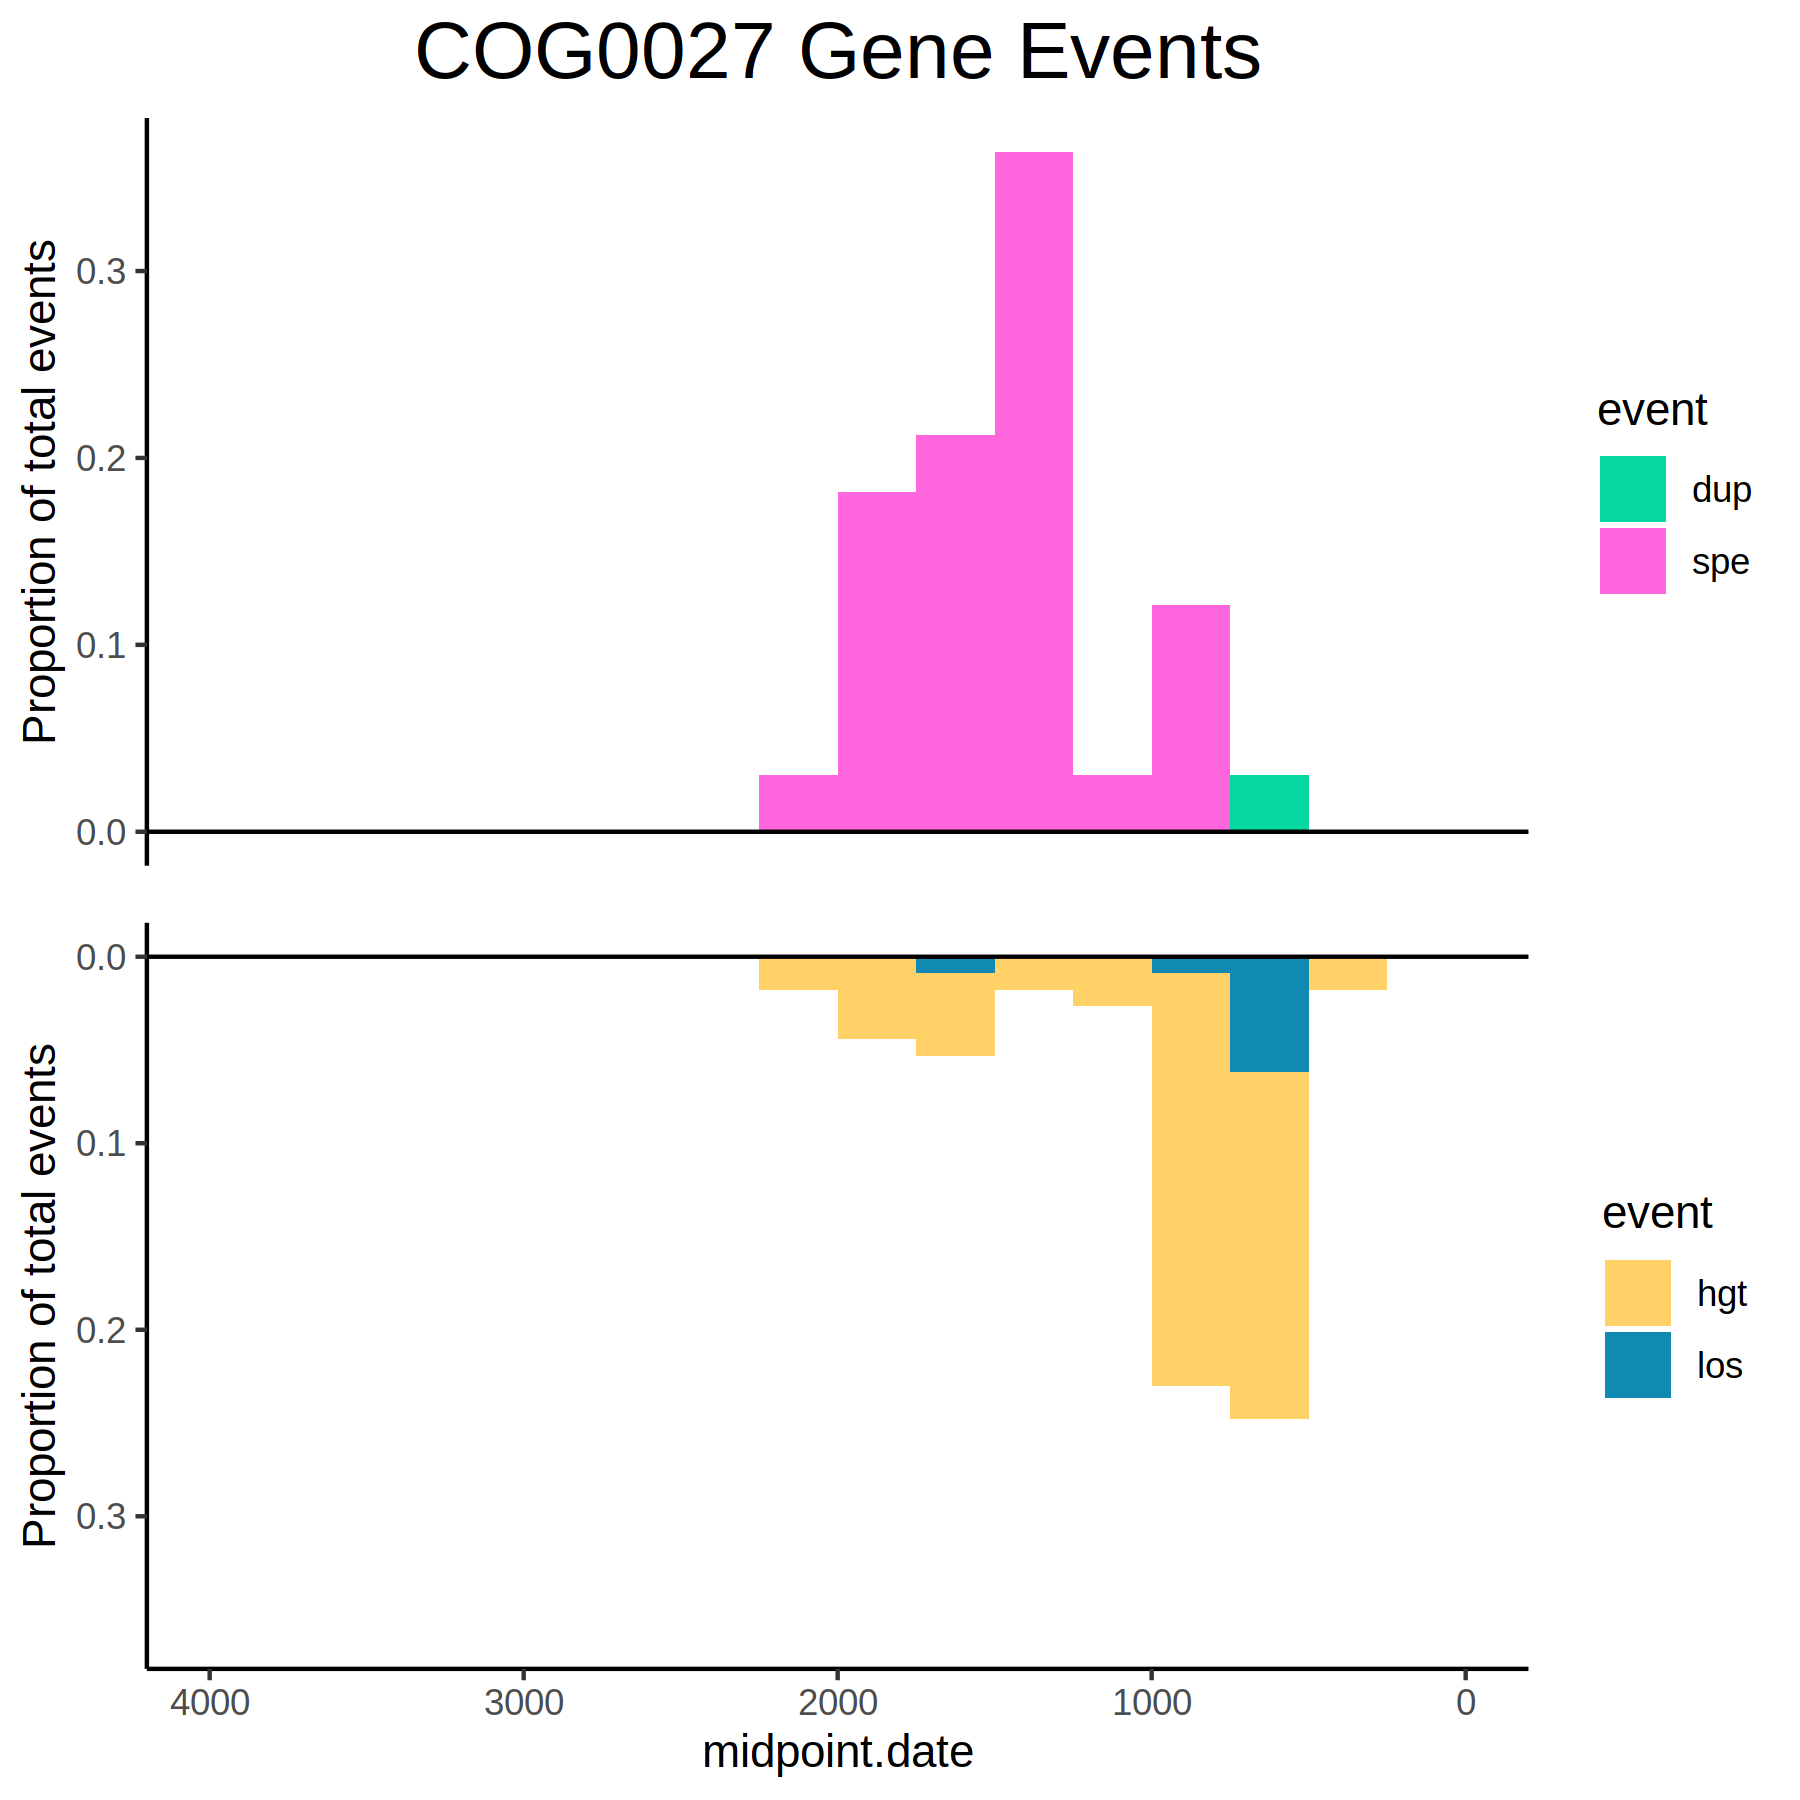 COG0027 Gene Events
Proportion of total events
0.3
0.2
0.1
0.0
event
dup
spe
Proportion of total events
0.0
0.1
0.2
0.3
event
hgt
los
4000 3000 2000 1000 0
midpoint.date